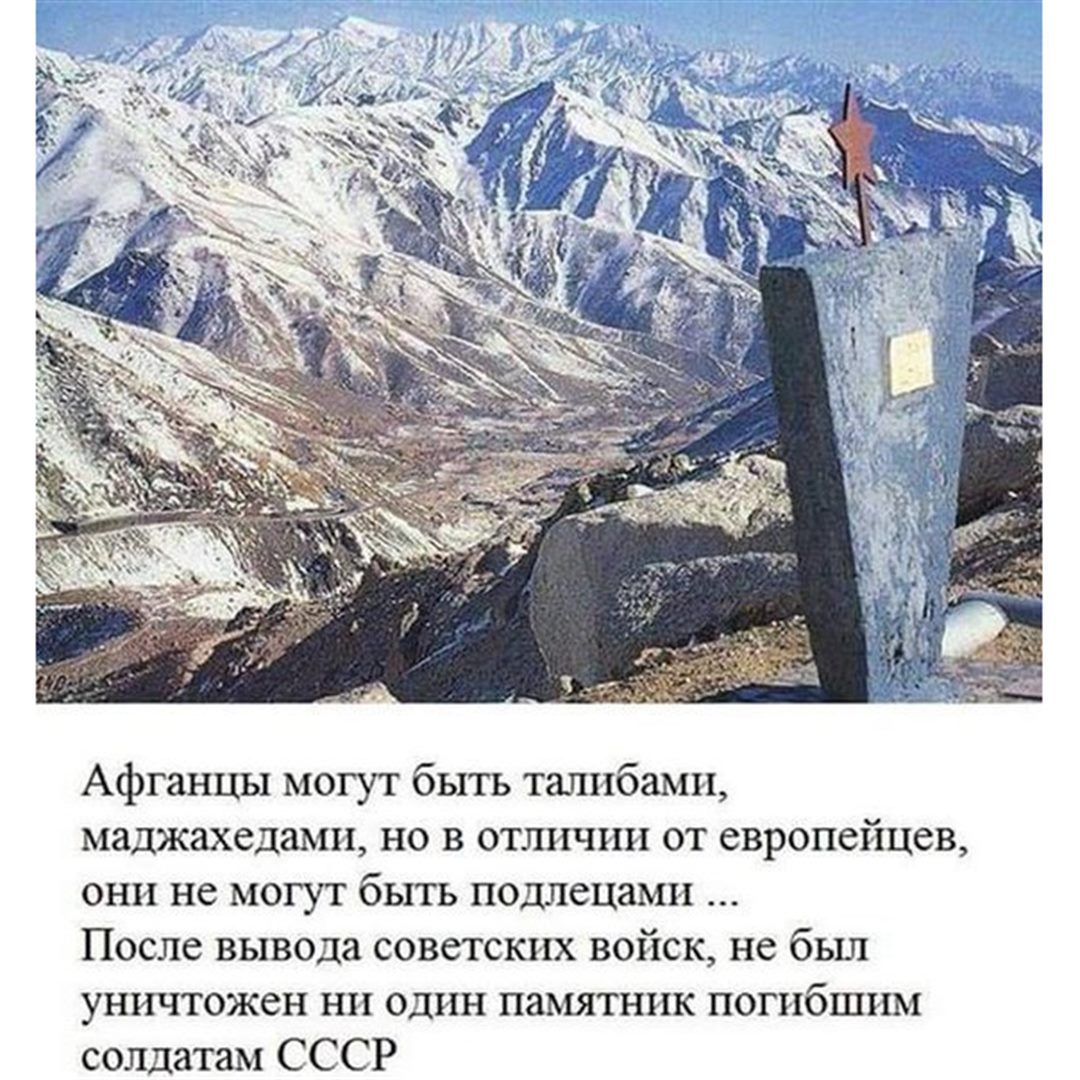 Афганцы могут быть талибами,
маджахедами, но в отличии от европейцев,
они не могут быть подлецами ...
После вывода советских войск, не был
уничтожен ни один памятник погибшим
солдатам СССР